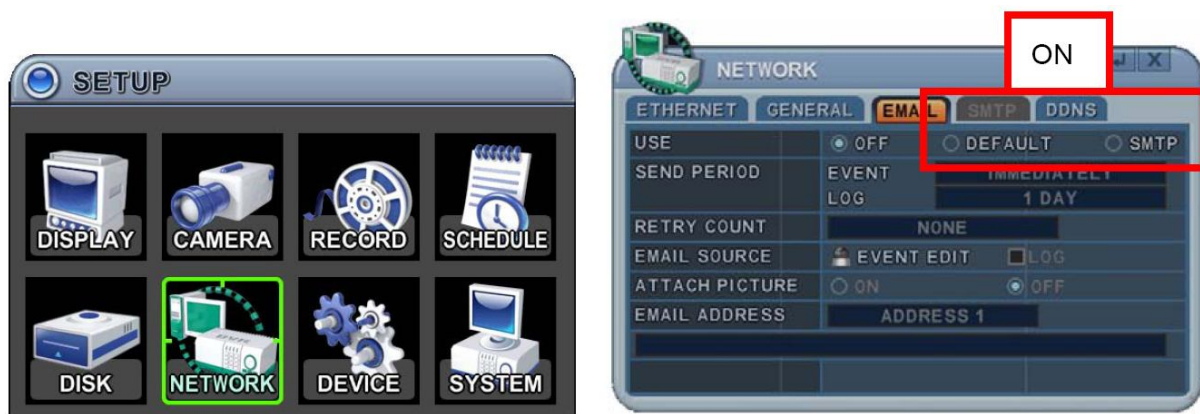 SETUP
DISPLAY CAMERA RECORD SCHEDULE
DISK NETWORK DEVICE SYSTEM
ON
NETWORK X
ETHERNET GENERAL EMAIL SMTP DDNS
USE OFF DEFAULT SMTP
SEND PERIOD EVENT IMMEDIATELY
LOG 1 DAY
RETRY COUNT NONE
EMAIL SOURCE EVENT EDIT LOG
ATTACH PICTURE ON OFF
EMAIL ADDRESS ADDRESS 1